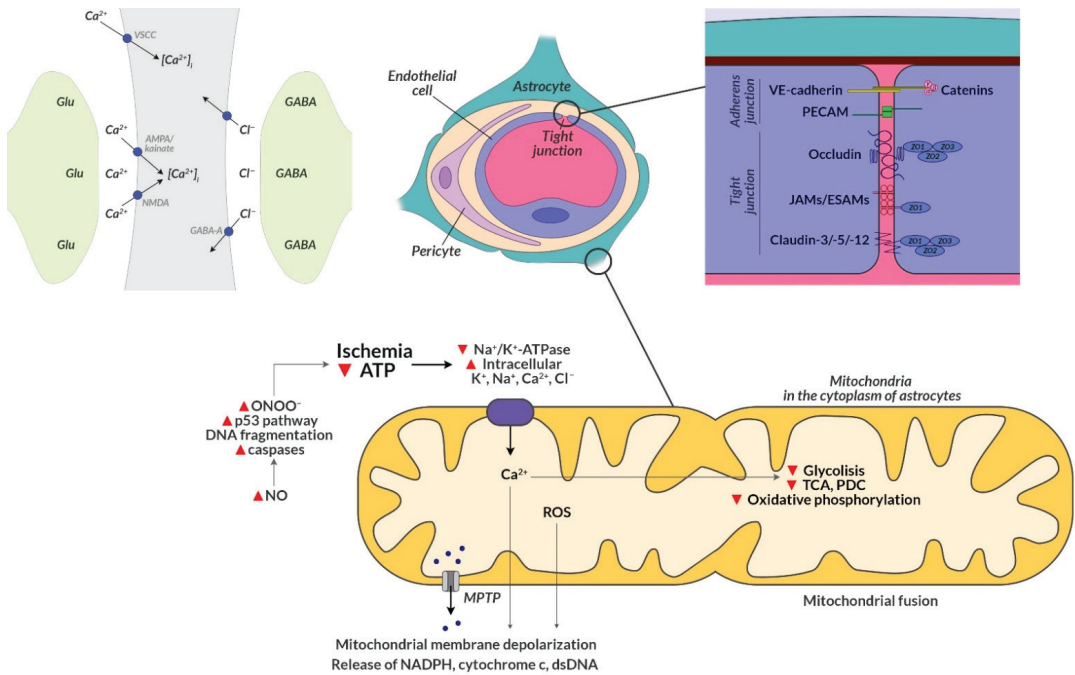 Ca²⁺
VSCC
[Ca²⁺]ᵢ
Glu
Ca²⁺
AMPA/
kainate
Glu
Ca²⁺
[Ca²⁺]ᵢ
Ca²⁺
NMDA
Glu
GABA
Cl⁻
Cl⁻
GABA
Cl⁻
GABA-A
GABA
Endothelial
cell
Astrocyte
Tight
junction
Pericyte
Adherens
junction
VE-cadherin
Catenins
PECAM
Tight
junction
Occludin
ZO1
ZO3
ZO2
JAMs/ESAMs
ZO1
Claudin-3/-5/-12
ZO1
ZO3
ZO2
Ischemia
▼ ATP
▼ Na⁺/K⁺-ATPase
▲ Intracellular
K⁺, Na⁺, Ca²⁺, Cl⁻
▲ ONOO⁻
▲ p53 pathway
DNA fragmentation
▲ caspases
▲ NO
Mitochondria
in the cytoplasm of astrocytes
Ca²⁺
▼ Glycolisis
▼ TCA, PDC
▼ Oxidative phosphorylation
ROS
MPTP
Mitochondrial fusion
Mitochondrial membrane depolarization
Release of NADPH, cytochrome c, dsDNA